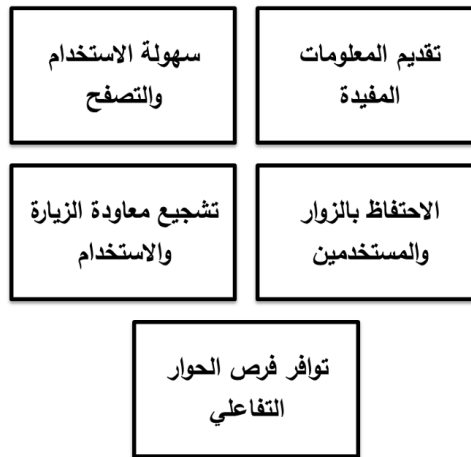 تقديم المعلومات
المفيدة
سهولة الاستخدام
والتصفح
الاحتفاظ بالزوار
والمستخدمين
تشجيع معاودة الزيارة
والاستخدام
توافر فرص الحوار
التفاعلي